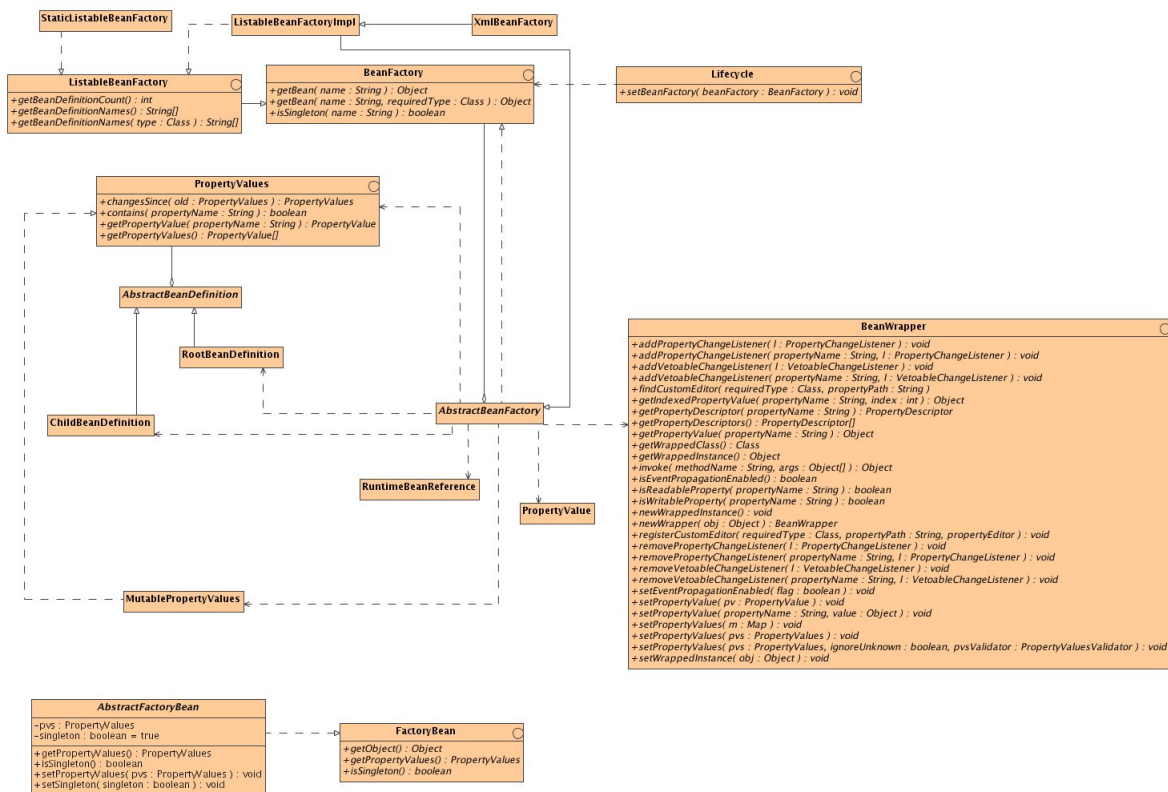 StaticListableBeanFactory
ListableBeanFactoryImpl
XmlBeanFactory
ListableBeanFactory
+getBeanDefinitionCount() : int
+getBeanDefinitionNames() : String[]
+getBeanDefinitionNames( type : Class ) : String[]
BeanFactory
+getBean( name : String ) : Object
+getBean( name : String, requiredType : Class ) : Object
+isSingleton( name : String ) : boolean
Lifecycle
+setBeanFactory( beanFactory : BeanFactory ) : void
PropertyValues
+changesSince( old : PropertyValues ) : PropertyValues
+contains( propertyName : String ) : boolean
+getPropertyValue( propertyName : String ) : PropertyValue
+getPropertyValues() : PropertyValue[]
AbstractBeanDefinition
RootBeanDefinition
ChildBeanDefinition
AbstractBeanFactory
RuntimeBeanReference
PropertyValue
MutablePropertyValues
BeanWrapper
+addPropertyChangeListener( l : PropertyChangeListener ) : void
+addPropertyChangeListener( propertyName : String, l : PropertyChangeListener ) : void
+addVetoableChangeListener( l : VetoableChangeListener ) : void
+addVetoableChangeListener( propertyName : String, l : VetoableChangeListener ) : void
+findCustomEditor( requiredType : Class, propertyPath : String )
+getIndexedPropertyValue( propertyName : String, index : int ) : Object
+getPropertyDescriptor( propertyName : String ) : PropertyDescriptor
+getPropertyDescriptors() : PropertyDescriptor[]
+getPropertyValue( propertyName : String ) : Object
+getWrappedClass() : Class
+getWrappedInstance() : Object
+invoke( methodName : String, args : Object[] ) : Object
+isEventPropagationEnabled() : boolean
+isReadableProperty( propertyName : String ) : boolean
+isWritableProperty( propertyName : String ) : boolean
+newWrappedInstance() : void
+newWrapper( obj : Object ) : BeanWrapper
+registerCustomEditor( requiredType : Class, propertyPath : String, propertyEditor ) : void
+removePropertyChangeListener( l : PropertyChangeListener ) : void
+removePropertyChangeListener( propertyName : String, l : PropertyChangeListener ) : void
+removeVetoableChangeListener( l : VetoableChangeListener ) : void
+removeVetoableChangeListener( propertyName : String, l : VetoableChangeListener ) : void
+setEventPropagationEnabled( flag : boolean ) : void
+setPropertyValue( pv : PropertyValue ) : void
+setPropertyValue( propertyName : String, value : Object ) : void
+setPropertyValues( m : Map ) : void
+setPropertyValues( pvs : PropertyValues ) : void
+setPropertyValues( pvs : PropertyValues, ignoreUnknown : boolean, pvsValidator : PropertyValuesValidator ) : void
+setWrappedInstance( obj : Object ) : void
AbstractFactoryBean
-pvs : PropertyValues
-singleton : boolean = true
+getPropertyValues() : PropertyValues
+isSingleton() : boolean
+setPropertyValues( pvs : PropertyValues ) : void
+setSingleton( singleton : boolean ) : void
FactoryBean
+getObject() : Object
+getPropertyValues() : PropertyValues
+isSingleton() : boolean